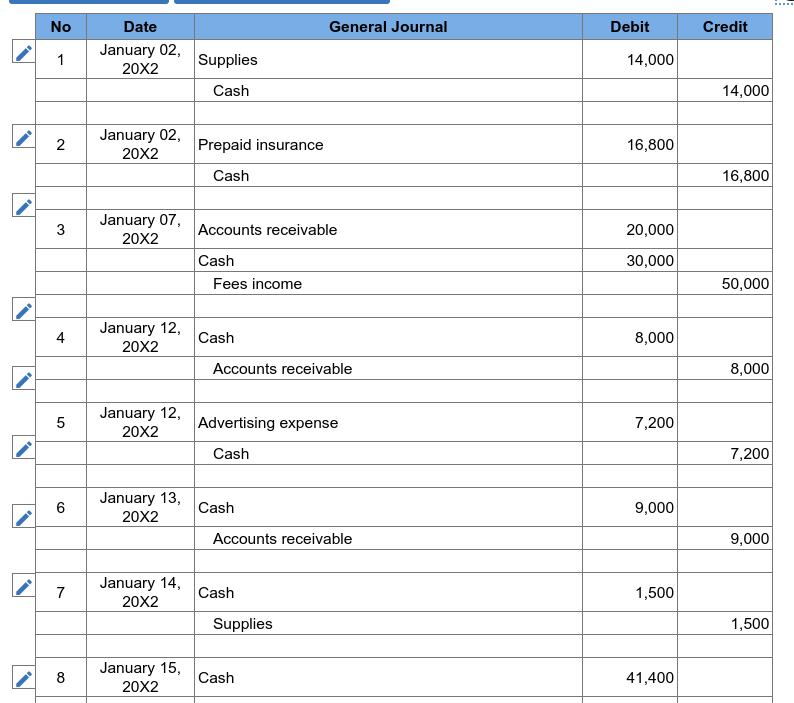 No Date General Journal Debit Credit
1 January 02, 20X2 Supplies 14,000
Cash 14,000
2 January 02, 20X2 Prepaid insurance 16,800
Cash 16,800
3 January 07, 20X2 Accounts receivable 20,000
Cash 30,000
Fees income 50,000
4 January 12, 20X2 Cash 8,000
Accounts receivable 8,000
5 January 12, 20X2 Advertising expense 7,200
Cash 7,200
6 January 13, 20X2 Cash 9,000
Accounts receivable 9,000
7 January 14, 20X2 Cash 1,500
Supplies 1,500
8 January 15, 20X2 Cash 41,400